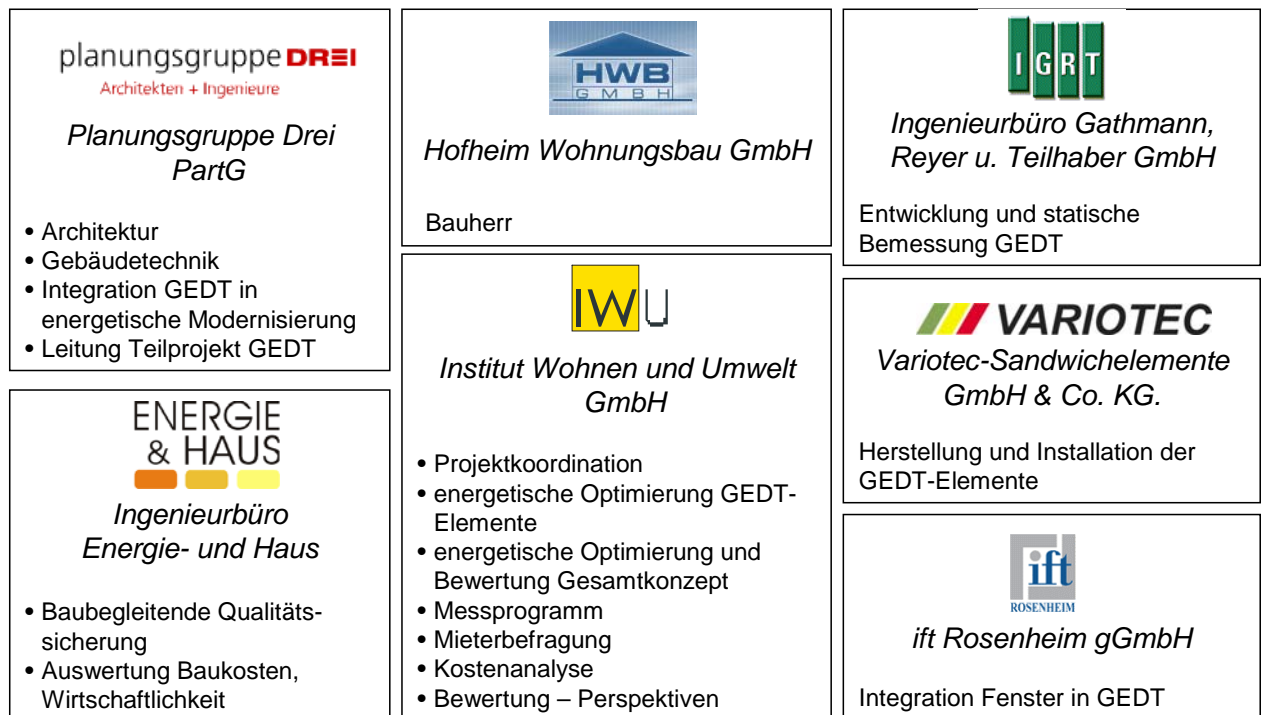 planungsgruppe DREI
Architekten + Ingenieure
Planungsgruppe Drei
PartG
• Architektur
• Gebäudetechnik
• Integration GEDT in
energetische Modernisierung
• Leitung Teilprojekt GEDT
ENERGIE
& HAUS
Ingenieurbüro
Energie- und Haus
• Baubegleitende Qualitäts-
sicherung
• Auswertung Baukosten,
Wirtschaftlichkeit
HWB
GMBH
Hofheim Wohnungsbau GmbH
Bauherr
IWU
Institut Wohnen und Umwelt
GmbH
• Projektkoordination
• energetische Optimierung GEDT-
Elemente
• energetische Optimierung und
Bewertung Gesamtkonzept
• Messprogramm
• Mieterbefragung
• Kostenanalyse
• Bewertung – Perspektiven
IGRT
Ingenieurbüro Gathmann,
Reyer u. Teilhaber GmbH
Entwicklung und statische
Bemessung GEDT
VARIOTEC
Variotec-Sandwichelemente
GmbH & Co. KG.
Herstellung und Installation der
GEDT-Elemente
ift
ROSENHEIM
ift Rosenheim gGmbH
Integration Fenster in GEDT